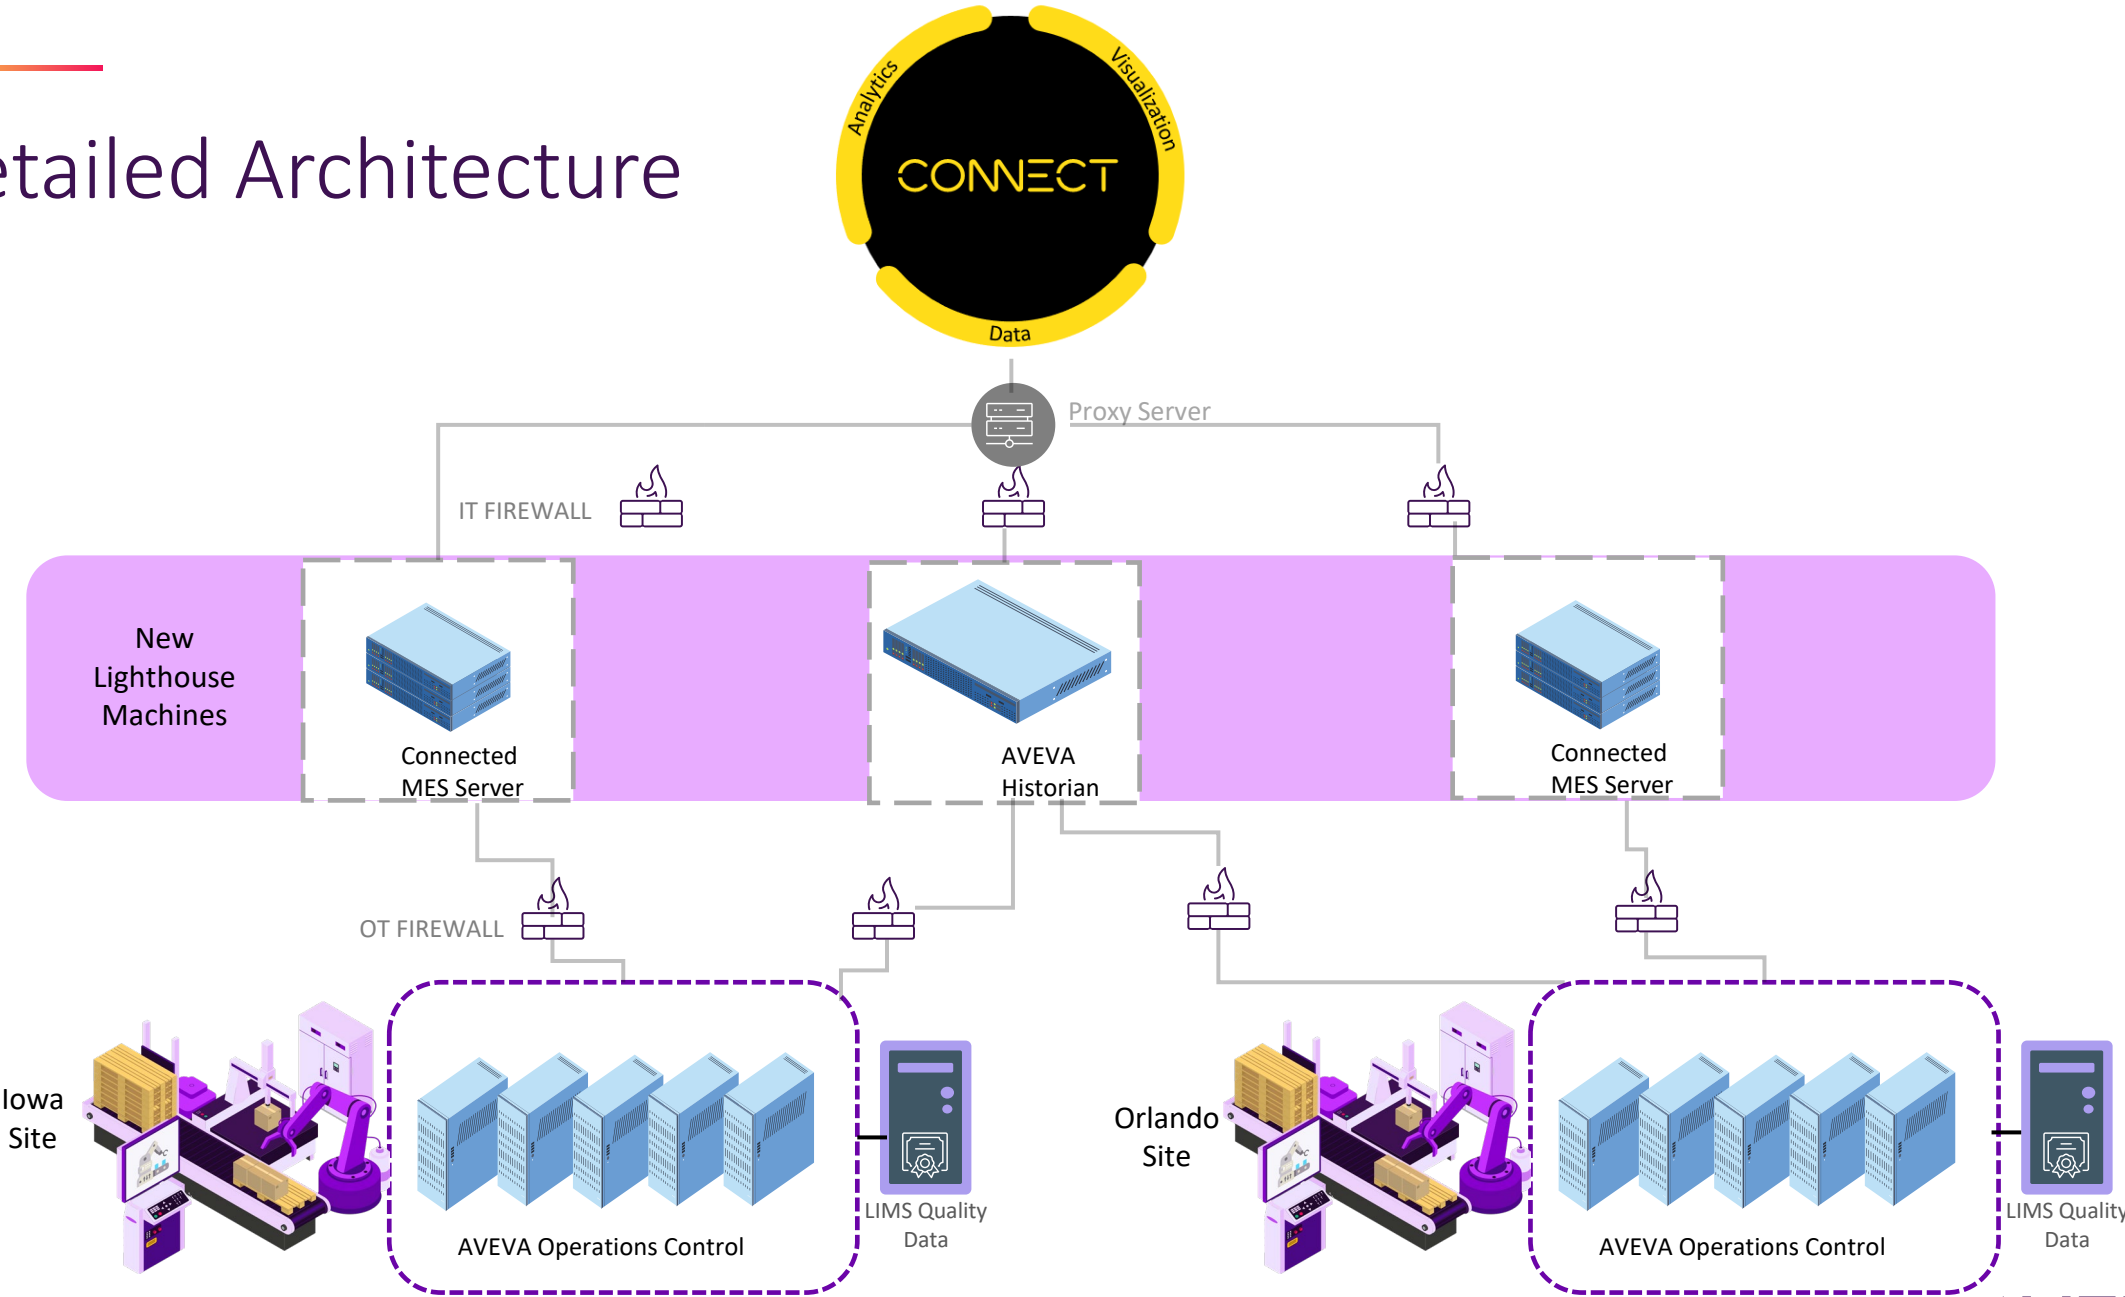 etailed Architecture
Analytics
Visualization
CONNECT
Data
Proxy Server
IT FIREWALL
New
Lighthouse
Machines
Connected
MES Server
AVEVA
Historian
Connected
MES Server
OT FIREWALL
Iowa
Site
AVEVA Operations Control
LIMS Quality
Data
Orlando
Site
AVEVA Operations Control
LIMS Quality
Data